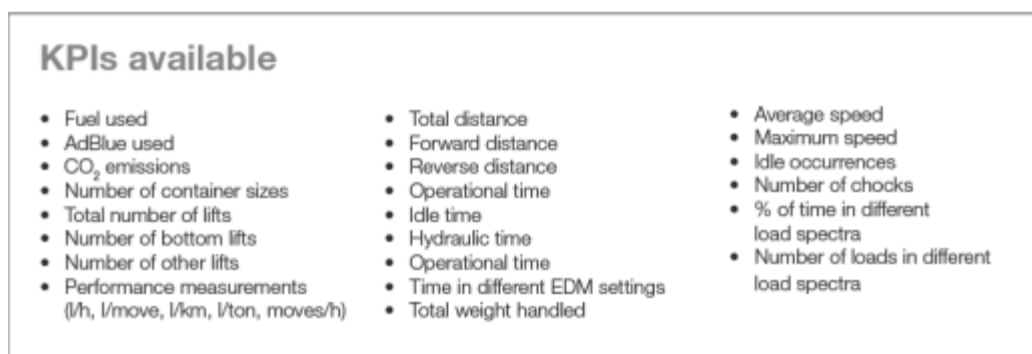 KPIs available
• Fuel used
• AdBlue used
• CO₂ emissions
• Number of container sizes
• Total number of lifts
• Number of bottom lifts
• Number of other lifts
• Performance measurements
(l/h, l/move, l/km, l/ton, moves/h)
• Total distance
• Forward distance
• Reverse distance
• Operational time
• Idle time
• Hydraulic time
• Operational time
• Time in different EDM settings
• Total weight handled
• Average speed
• Maximum speed
• Idle occurrences
• Number of chocks
• % of time in different
load spectra
• Number of loads in different
load spectra